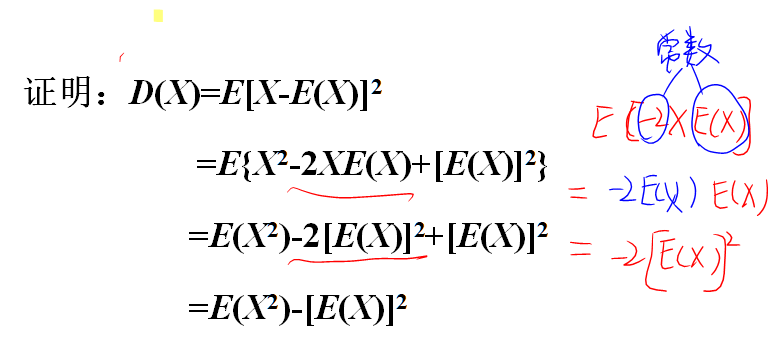 常数
证明：D(X)=E[X-E(X)]²
E[-2XE(X)]
=E{X²-2XE(X)+[E(X)]²}
= -2E(X) E(X)
=E(X²)-2[E(X)]²+[E(X)]²
= -2[E(X)]²
=E(X²)-[E(X)]²